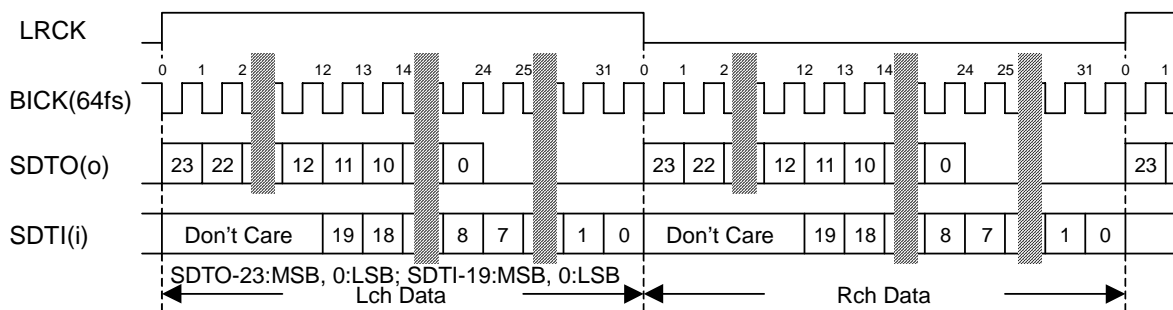 LRCK
0 1 2 12 13 14 24 25 31 0 1 2 12 13 14 24 25 31 0 1
BICK(64fs)
SDTO(o) 23 22 12 11 10 0 23 22 12 11 10 0 23
SDTI(i) Don't Care 19 18 8 7 1 0 Don't Care 19 18 8 7 1 0
SDTO-23:MSB, 0:LSB; SDTI-19:MSB, 0:LSB
Lch Data Rch Data